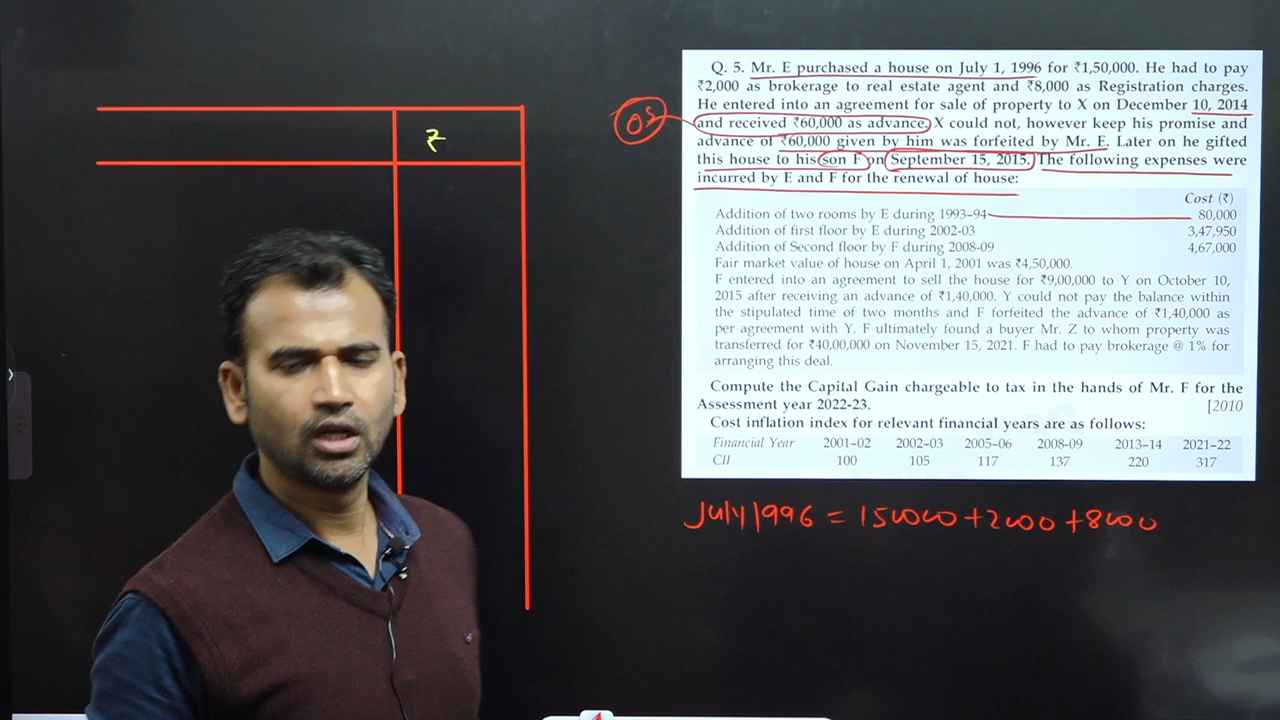 ₹
OS
Q. 5. Mr. E purchased a house on July 1, 1996 for ₹1,50,000. He had to pay
₹2,000 as brokerage to real estate agent and ₹8,000 as Registration charges.
He entered into an agreement for sale of property to X on December 10, 2014
and received ₹60,000 as advance. X could not, however keep his promise and
advance of ₹60,000 given by him was forfeited by Mr. E. Later on he gifted
this house to his son F on September 15, 2015. The following expenses were
incurred by E and F for the renewal of house:
Cost (₹)
Addition of two rooms by E during 1993-94 80,000
Addition of first floor by E during 2002-03 3,47,950
Addition of Second floor by F during 2008-09 4,67,000
Fair market value of house on April 1, 2001 was ₹4,50,000.
F entered into an agreement to sell the house for ₹9,00,000 to Y on October 10,
2015 after receiving an advance of ₹1,40,000. Y could not pay the balance within
the stipulated time of two months and F forfeited the advance of ₹1,40,000 as
per agreement with Y. F ultimately found a buyer Mr. Z to whom property was
transferred for ₹40,00,000 on November 15, 2021. F had to pay brokerage @ 1% for
arranging this deal.
Compute the Capital Gain chargeable to tax in the hands of Mr. F for the
Assessment year 2022-23. [2010
Cost inflation index for relevant financial years are as follows:
Financial Year 2001-02 2002-03 2005-06 2008-09 2013-14 2021-22
CII 100 105 117 137 220 317
July 1996 = 150000 + 2000 + 8000